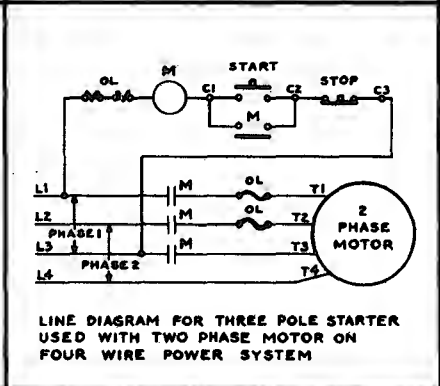 OL M START STOP
C1 C2 C3
M
L1 M OL T1
L2 M OL T2
PHASE 1
L3 M T3
PHASE 2
L4 T4
2
PHASE
MOTOR
LINE DIAGRAM FOR THREE POLE STARTER
USED WITH TWO PHASE MOTOR ON
FOUR WIRE POWER SYSTEM